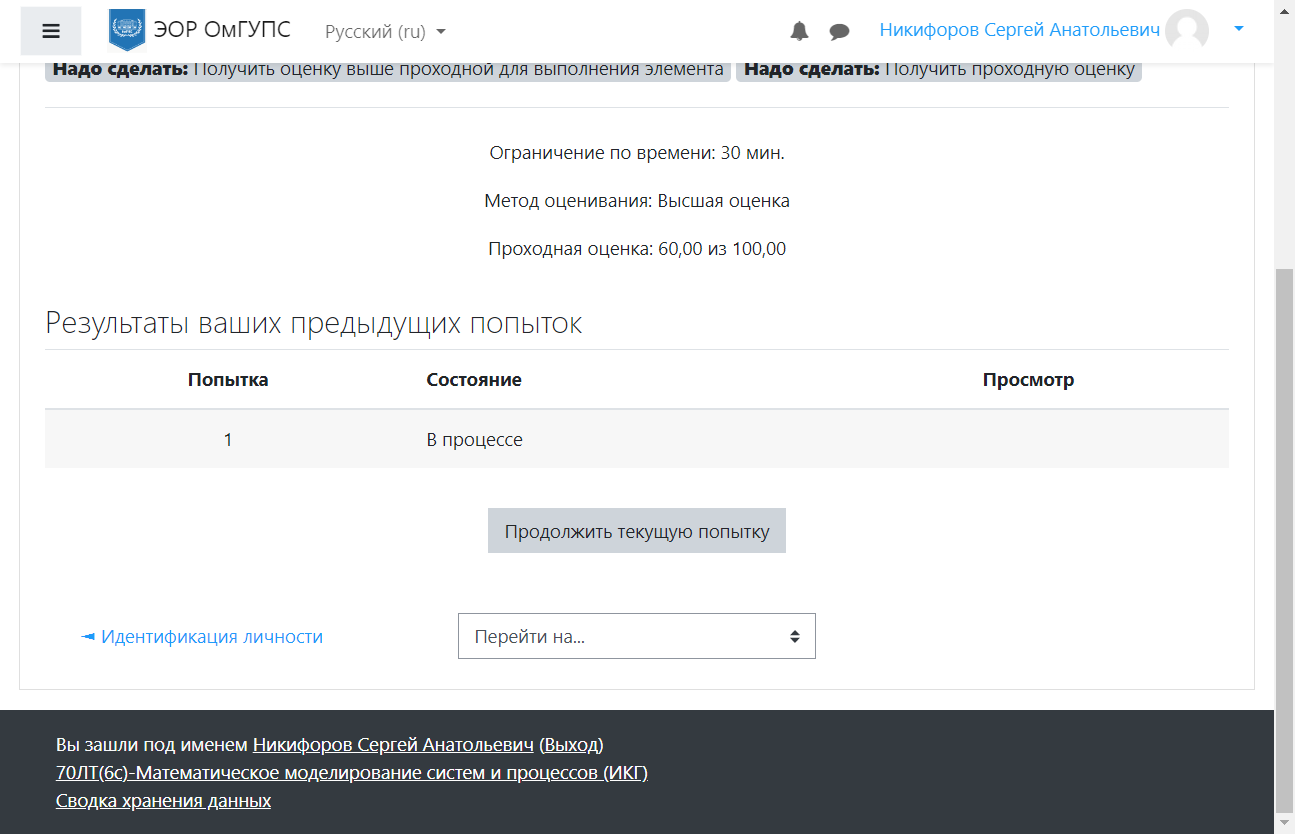 ЭОР ОмГУПС Русский (ru) Никифоров Сергей Анатольевич
Надо сделать: Получить оценку выше проходной для выполнения элемента Надо сделать: Получить проходную оценку
Ограничение по времени: 30 мин.
Метод оценивания: Высшая оценка
Проходная оценка: 60,00 из 100,00
Результаты ваших предыдущих попыток
Попытка Состояние Просмотр
1 В процессе
Продолжить текущую попытку
◄ Идентификация личности Перейти на...
Вы зашли под именем Никифоров Сергей Анатольевич (Выход)
70ЛТ(6с)-Математическое моделирование систем и процессов (ИКГ)
Сводка хранения данных